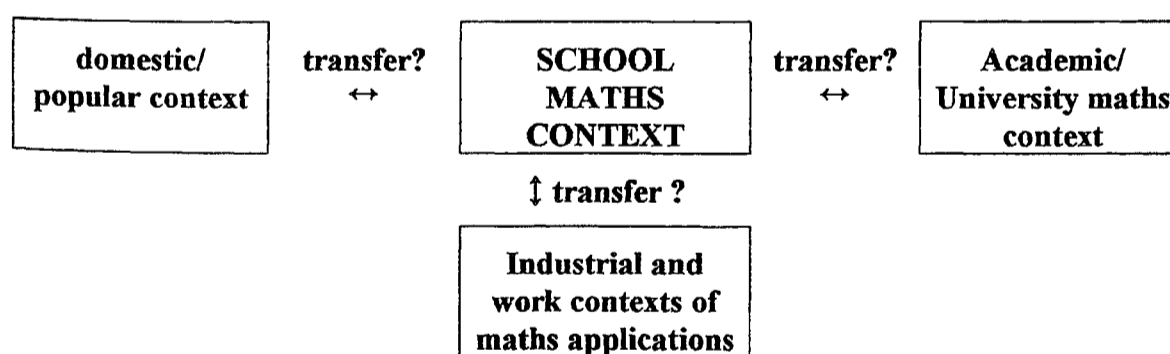 domestic/
popular context
transfer?
↔
SCHOOL
MATHS
CONTEXT
transfer?
↔
Academic/
University maths
context
↕ transfer ?
Industrial and
work contexts of
maths applications